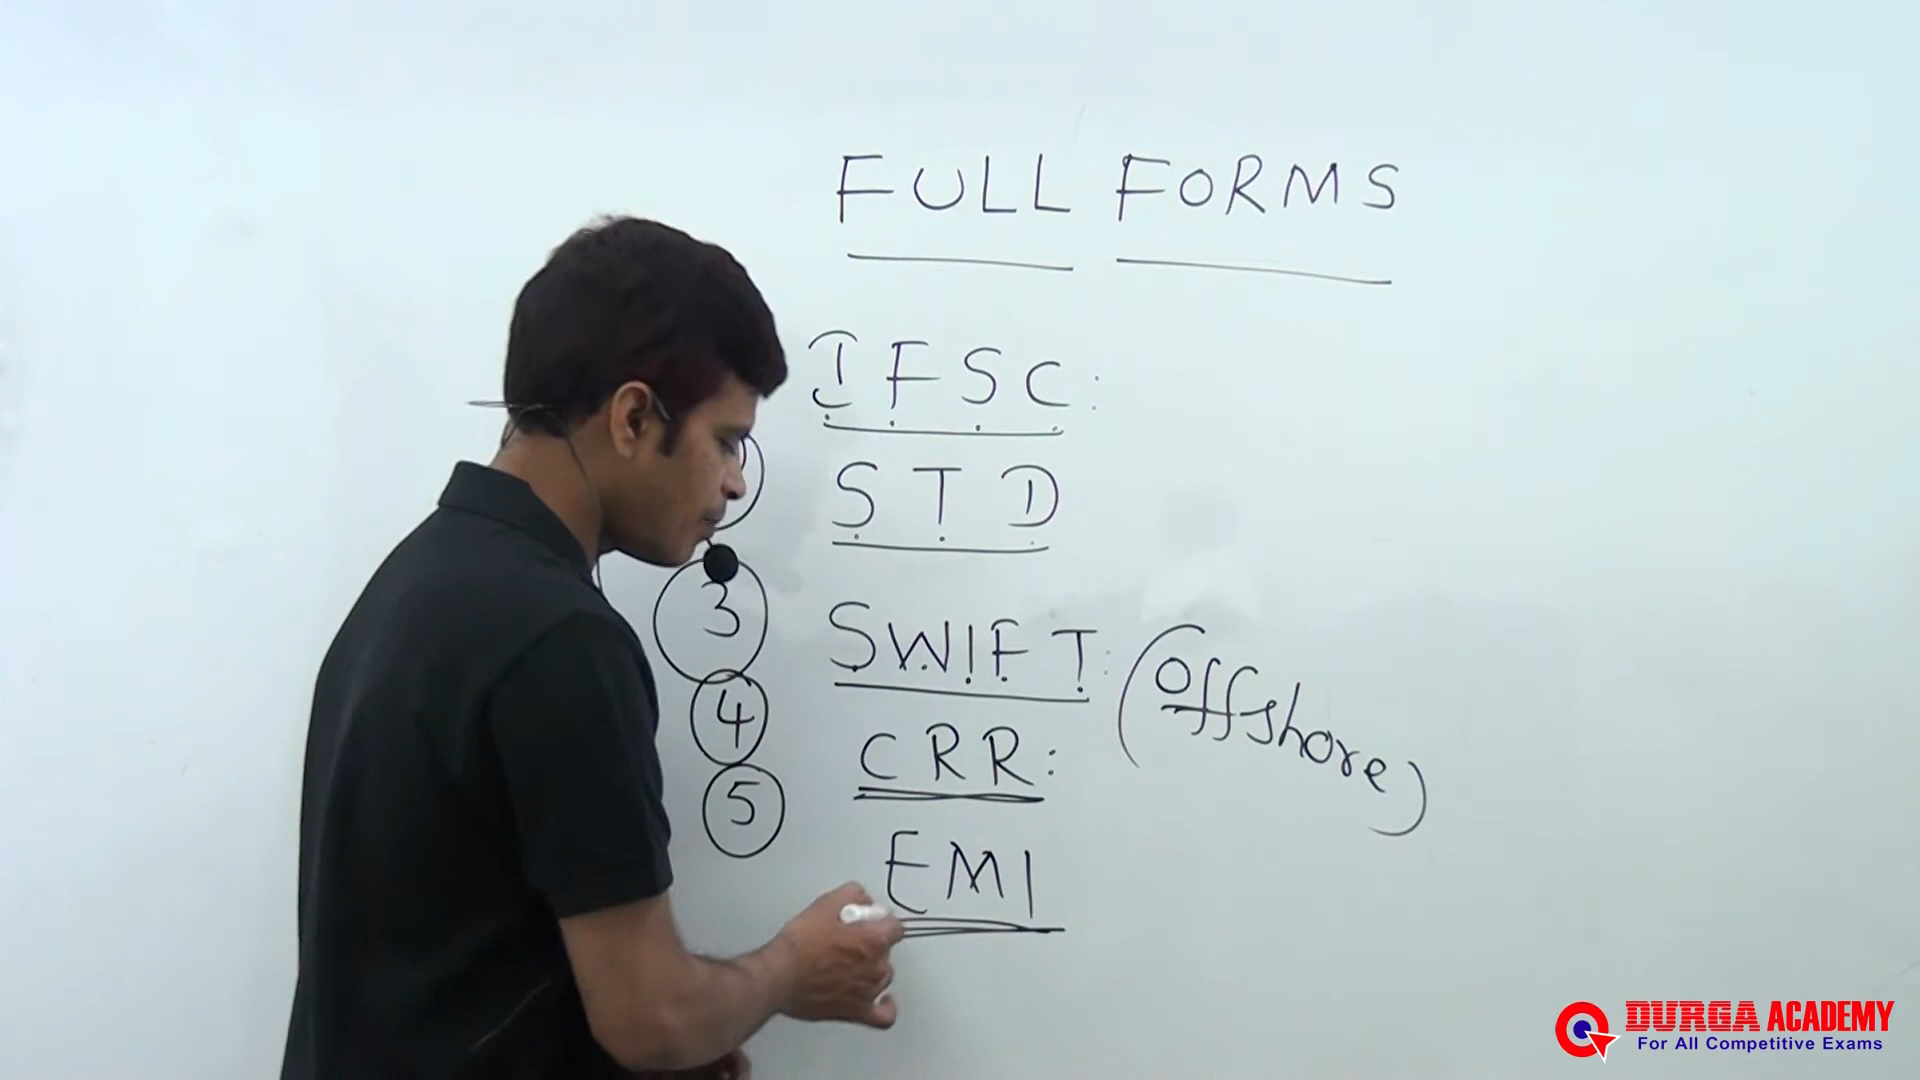 FULL FORMS
IFSC:
STD
3 SWIFT: (offshore)
4 CRR:
5 EMI
DURGA ACADEMY
For All Competitive Exams